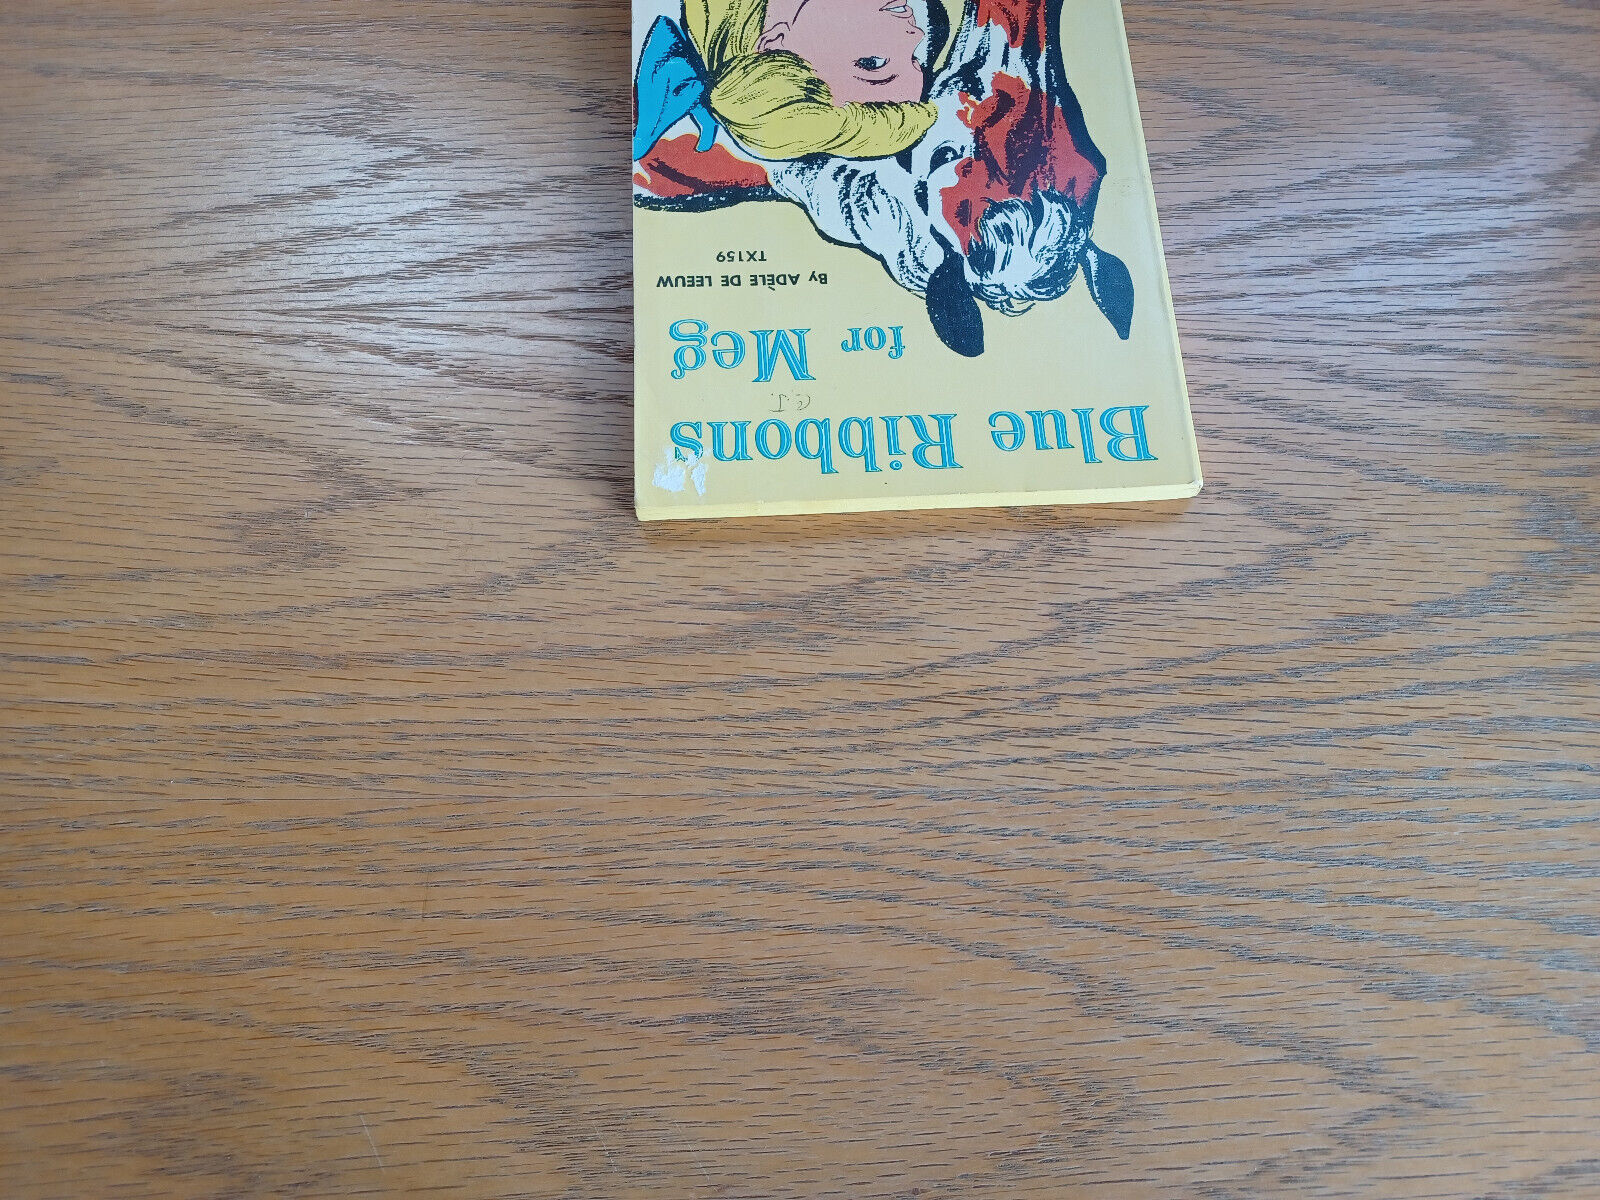 Blue Ribbons
for Meg
By ADÈLE DE LEEUW
TX159